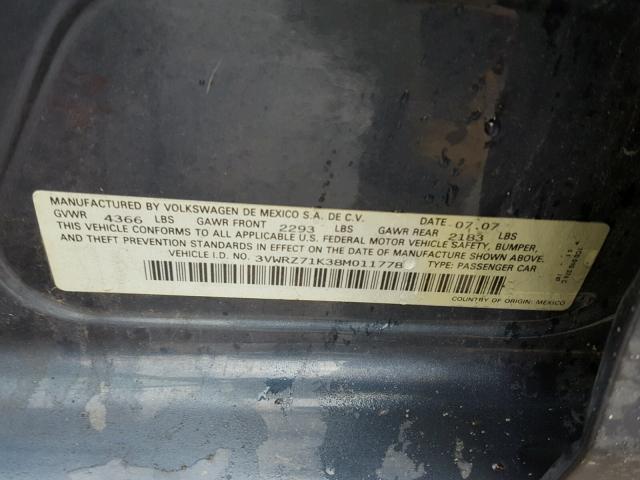 MANUFACTURED BY VOLKSWAGEN DE MEXICO S.A. DE C.V. DATE 07.07
GVWR 4366 LBS GAWR FRONT 2293 LBS GAWR REAR 2183 LBS
THIS VEHICLE CONFORMS TO ALL APPLICABLE U.S. FEDERAL MOTOR VEHICLE SAFETY, BUMPER,
AND THEFT PREVENTION STANDARDS IN EFFECT ON THE DATE OF MANUFACTURE SHOWN ABOVE.
VEHICLE I.D. NO. 3VWRZ71K38M011778 TYPE: PASSENGER CAR
COUNTRY OF ORIGIN: MEXICO